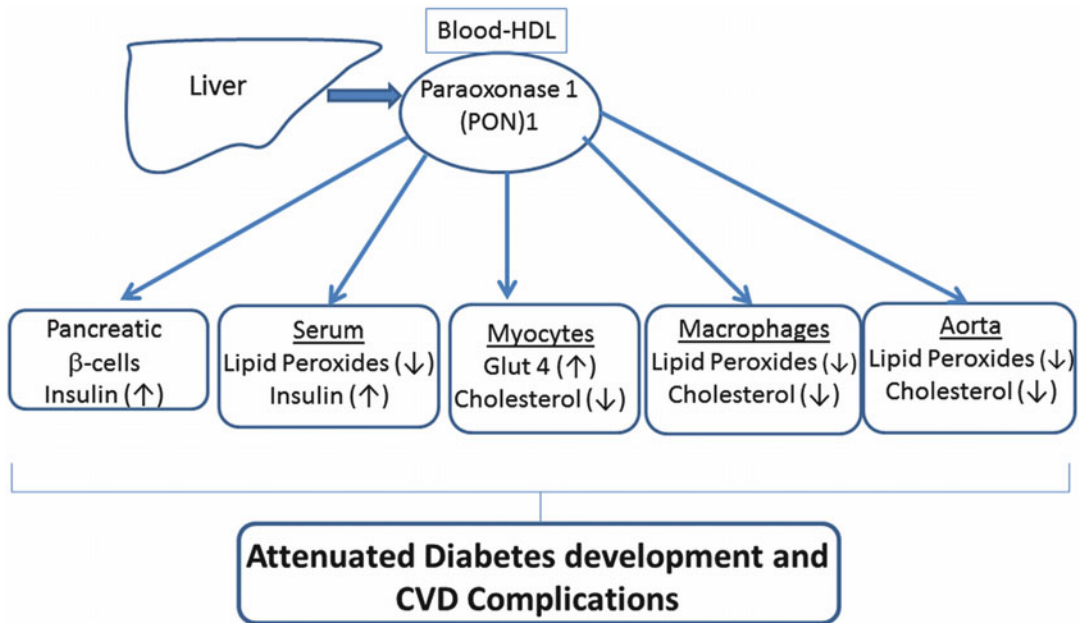 Blood-HDL
Liver
Paraoxonase 1
(PON)1
Pancreatic
β-cells
Insulin (↑)
Serum
Lipid Peroxides (↓)
Insulin (↑)
Myocytes
Glut 4 (↑)
Cholesterol (↓)
Macrophages
Lipid Peroxides (↓)
Cholesterol (↓)
Aorta
Lipid Peroxides (↓)
Cholesterol (↓)
Attenuated Diabetes development and
CVD Complications